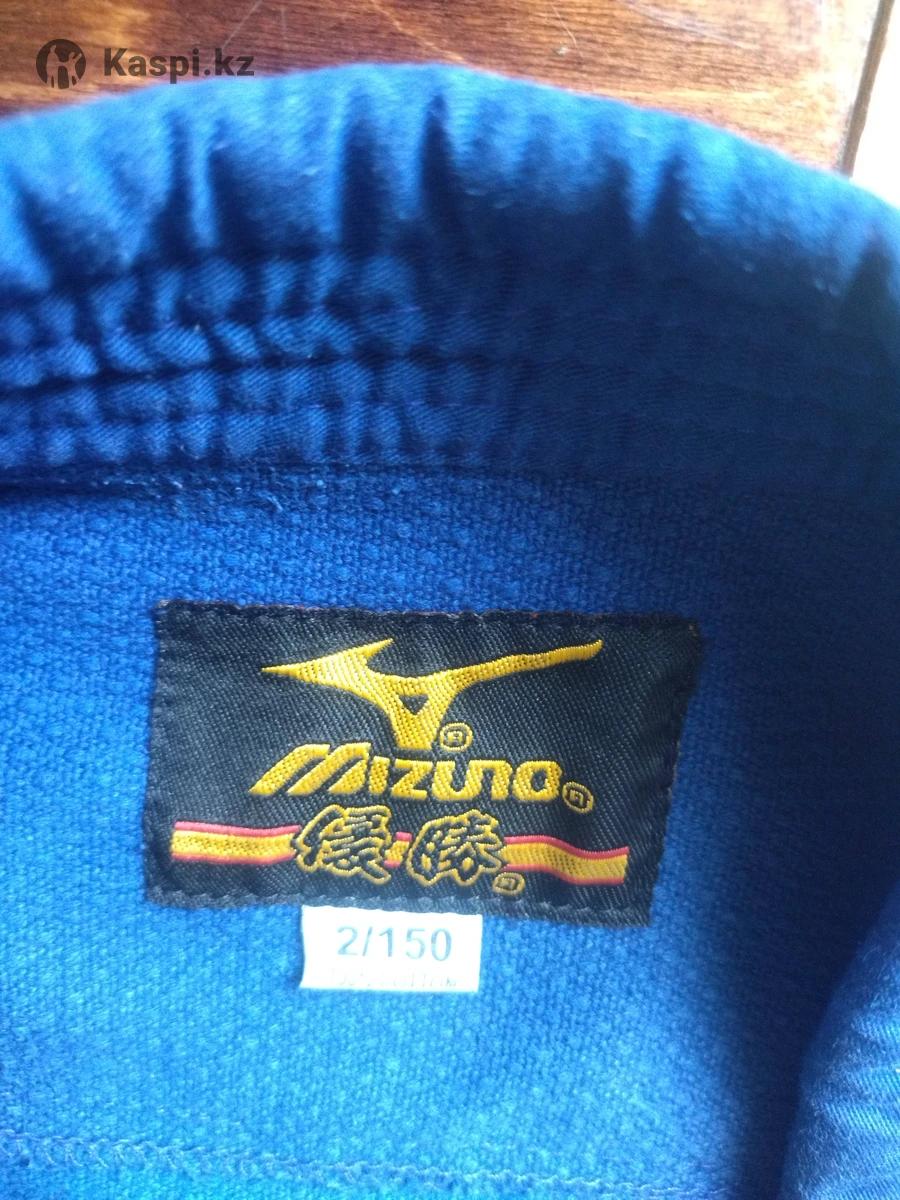 Kaspi.kz
MIZUNO®
優勝
2/150